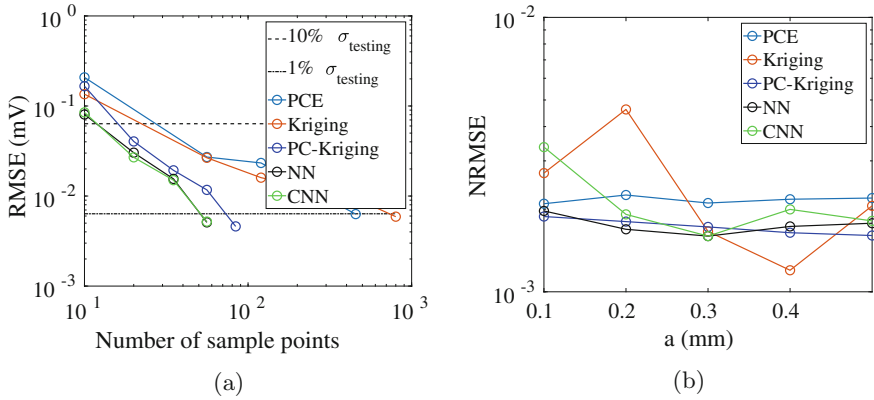 10^0
10^-1
10^-2
10^-3
RMSE (mV)
10% σ_testing
1% σ_testing
PCE
Kriging
PC-Kriging
NN
CNN
10^1
10^2
10^3
Number of sample points
(a)
10^-2
10^-3
NRMSE
PCE
Kriging
PC-Kriging
NN
CNN
0.1
0.2
0.3
0.4
a (mm)
(b)